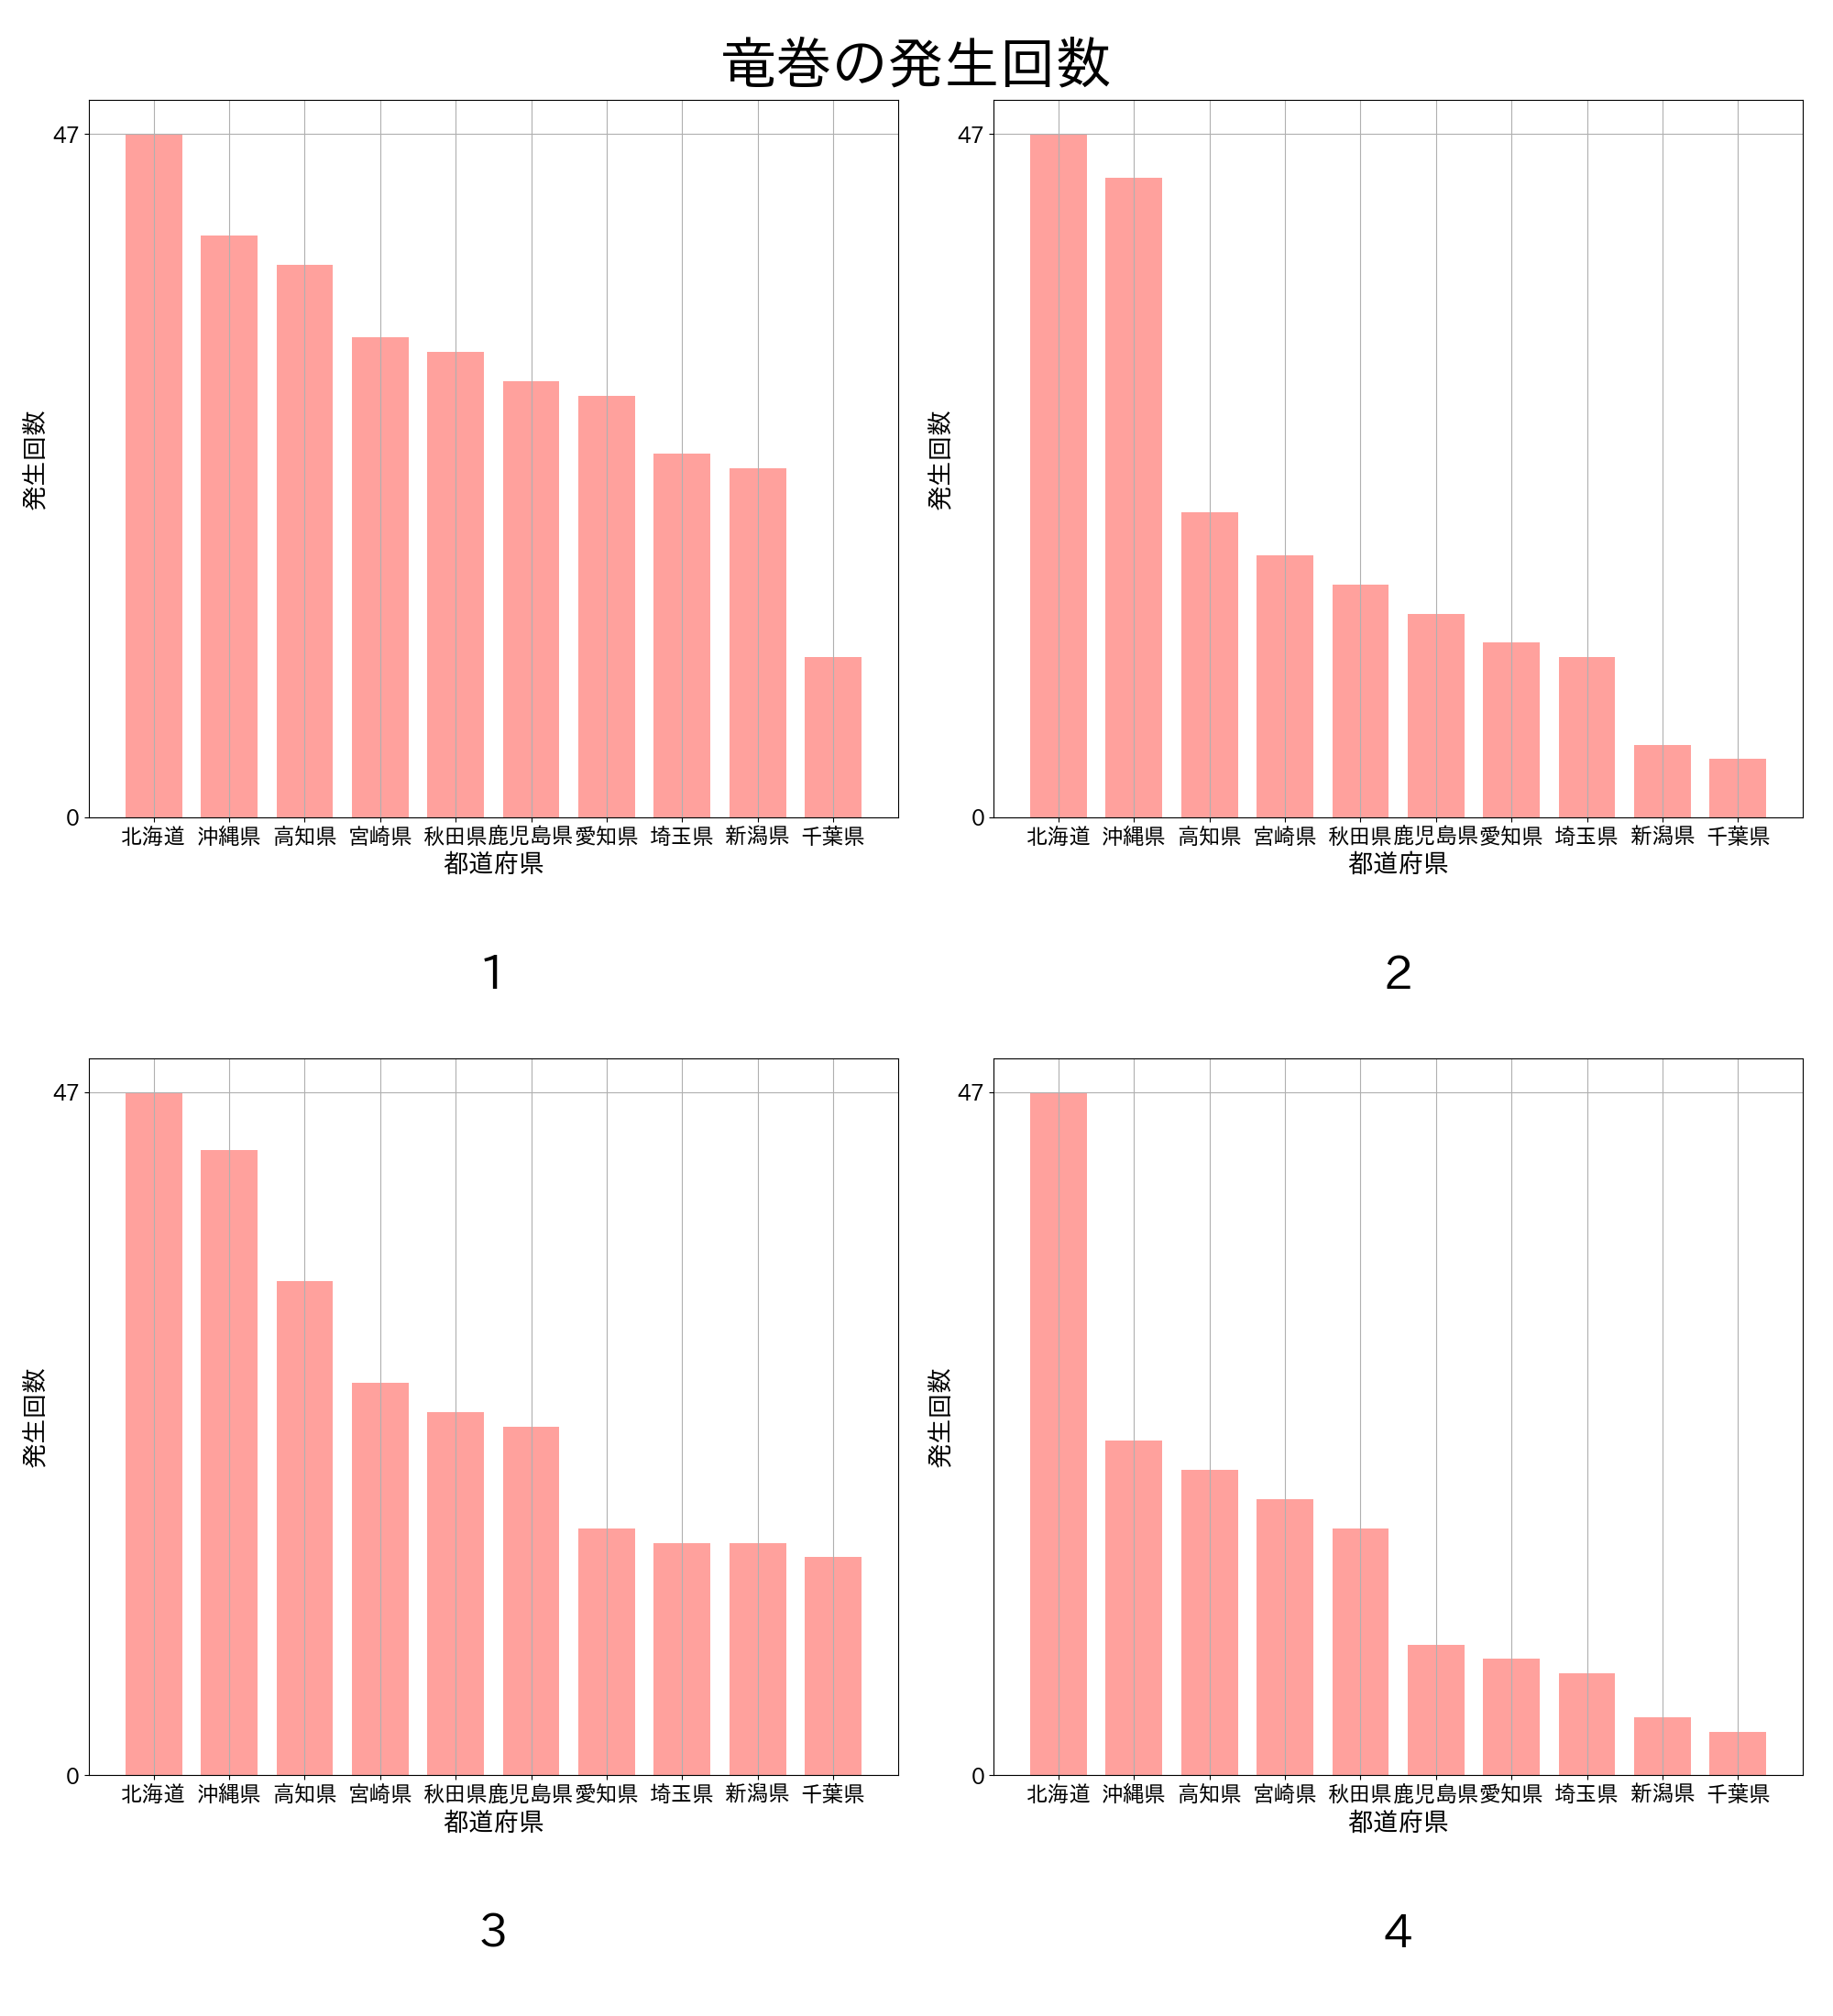 竜巻の発生回数
47
0
発生回数
北海道 沖縄県 高知県 宮崎県 秋田県 鹿児島県 愛知県 埼玉県 新潟県 千葉県
都道府県
1
47
0
発生回数
北海道 沖縄県 高知県 宮崎県 秋田県 鹿児島県 愛知県 埼玉県 新潟県 千葉県
都道府県
2
47
0
発生回数
北海道 沖縄県 高知県 宮崎県 秋田県 鹿児島県 愛知県 埼玉県 新潟県 千葉県
都道府県
3
47
0
発生回数
北海道 沖縄県 高知県 宮崎県 秋田県 鹿児島県 愛知県 埼玉県 新潟県 千葉県
都道府県
4